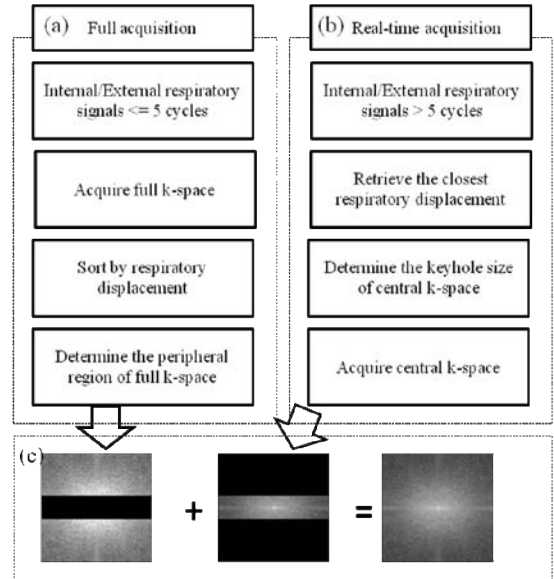 (a) Full acquisition
Internal/External respiratory
signals <= 5 cycles
Acquire full k-space
Sort by respiratory
displacement
Determine the peripheral
region of full k-space
(b) Real-time acquisition
Internal/External respiratory
signals > 5 cycles
Retrieve the closest
respiratory displacement
Determine the keyhole size
of central k-space
Acquire central k-space
(c)
+ =